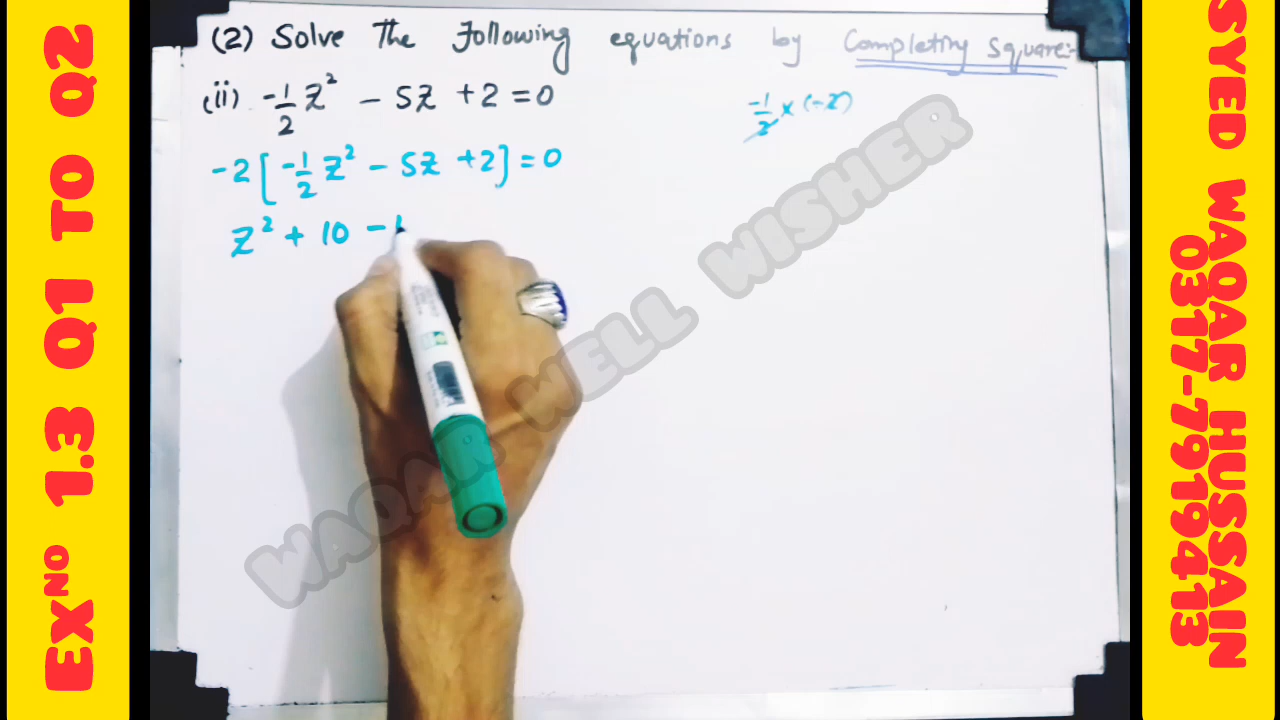 EXNO 1.3 Q1 TO Q2
(2) Solve The Following equations by Completing Square:-
(ii) -1/2 Z² - 5Z + 2 = 0
-1/2 × (-2)
-2 [ -1/2 Z² - 5Z + 2] = 0
Z² + 10 -
WAQAR WELL WISHER
SYED WAQAR HUSSAIN
0317-7919413